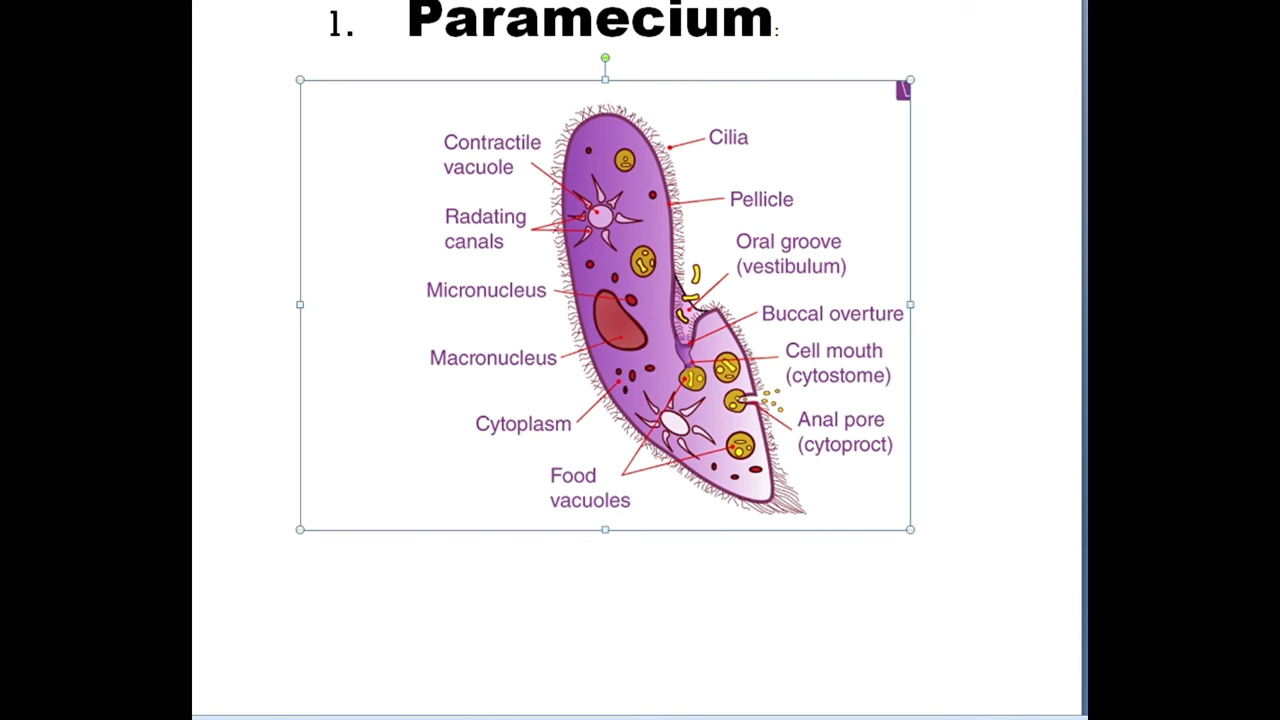 1. Paramecium:
Contractile
vacuole
Cilia
Pellicle
Radating
canals
Oral groove
(vestibulum)
Micronucleus
Buccal overture
Macronucleus
Cell mouth
(cytostome)
Cytoplasm
Anal pore
(cytoproct)
Food
vacuoles